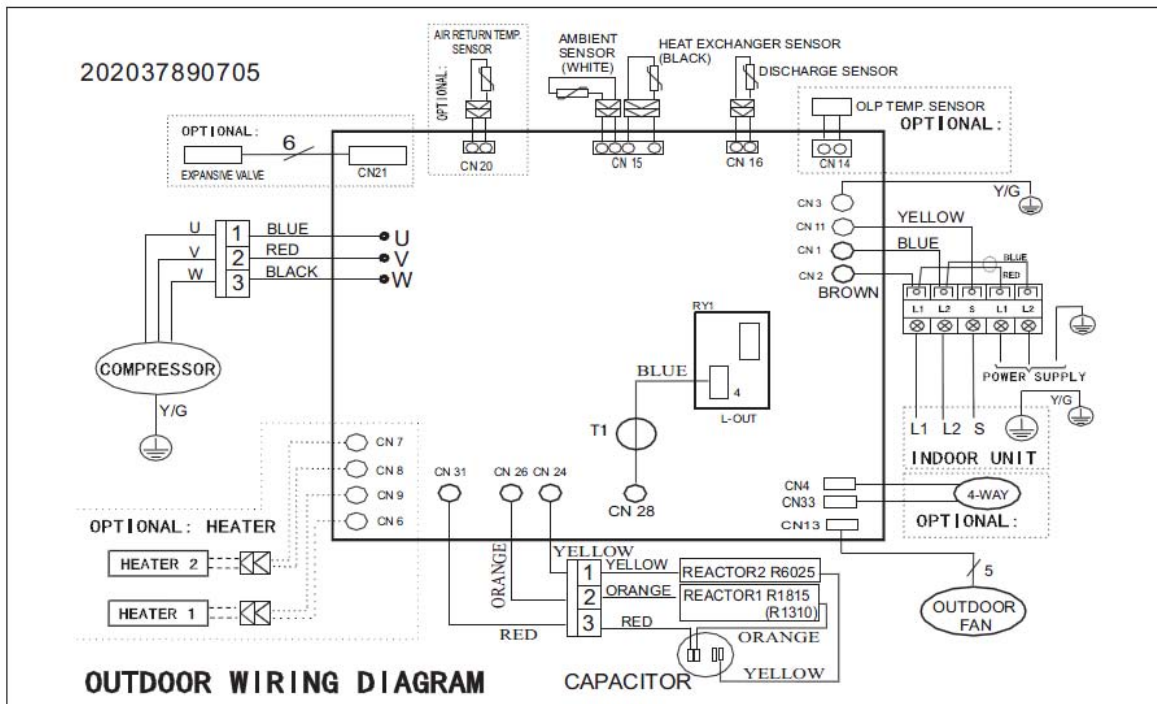 202037890705
AIR RETURN TEMP.
SENSOR
OPTIONAL:
AMBIENT
SENSOR
(WHITE)
HEAT EXCHANGER SENSOR
(BLACK)
DISCHARGE SENSOR
OLP TEMP. SENSOR
OPTIONAL:
OPTIONAL:
6
EXPANSIVE VALVE
CN21
CN 20
CN 15
CN 16
CN 14
CN 3
Y/G
CN 11
YELLOW
CN 1
BLUE
CN 2
BROWN
BLUE
RED
L1 L2 S L1 L2
POWER SUPPLY
Y/G
L1 L2 S
INDOOR UNIT
U
V
W
1
2
3
BLUE
RED
BLACK
U
V
W
COMPRESSOR
Y/G
RY1
BLUE
4
L-OUT
T1
CN 28
CN 7
CN 8
CN 9
CN 6
OPTIONAL: HEATER
HEATER 2
HEATER 1
CN 31
CN 26
CN 24
CN4
CN33
CN13
4-WAY
OPTIONAL:
5
OUTDOOR
FAN
ORANGE
YELLOW
RED
1
2
3
YELLOW
ORANGE
RED
REACTOR2 R6025
REACTOR1 R1815
(R1310)
ORANGE
YELLOW
CAPACITOR
OUTDOOR WIRING DIAGRAM